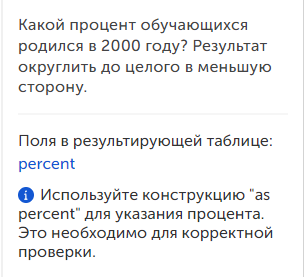 Какой процент обучающихся
родился в 2000 году? Результат
округлить до целого в меньшую
сторону.
Поля в результирующей таблице:
percent
Используйте конструкцию "as
percent" для указания процента.
Это необходимо для корректной
проверки.